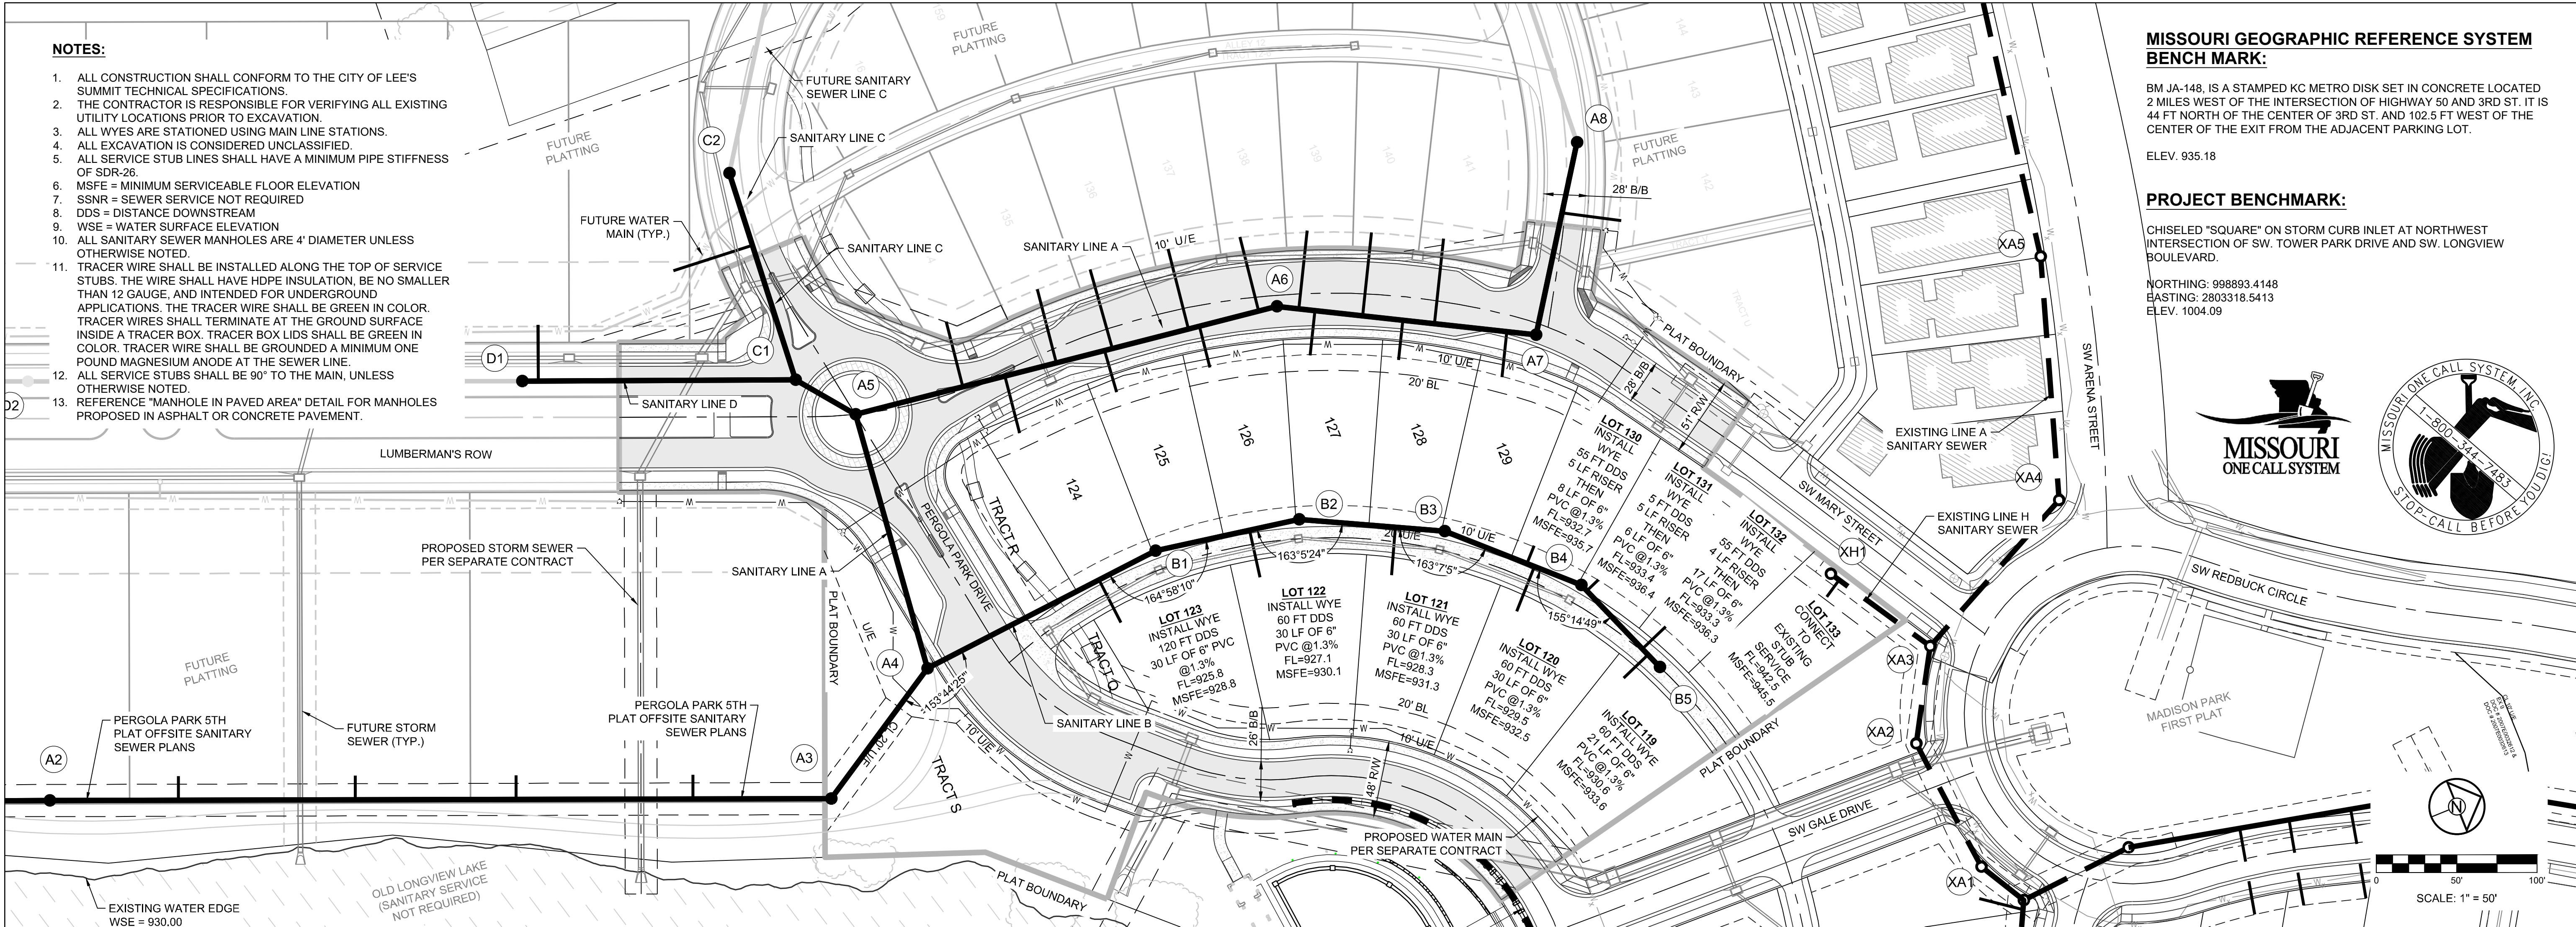 NOTES:
1. ALL CONSTRUCTION SHALL CONFORM TO THE CITY OF LEE'S
SUMMIT TECHNICAL SPECIFICATIONS.
2. THE CONTRACTOR IS RESPONSIBLE FOR VERIFYING ALL EXISTING
UTILITY LOCATIONS PRIOR TO EXCAVATION.
3. ALL WYES ARE STATIONED USING MAIN LINE STATIONS.
4. ALL EXCAVATION IS CONSIDERED UNCLASSIFIED.
5. ALL SERVICE STUB LINES SHALL HAVE A MINIMUM PIPE STIFFNESS
OF SDR-26.
6. MSFE = MINIMUM SERVICEABLE FLOOR ELEVATION
7. SSNR = SEWER SERVICE NOT REQUIRED
8. DDS = DISTANCE DOWNSTREAM
9. WSE = WATER SURFACE ELEVATION
10. ALL SANITARY SEWER MANHOLES ARE 4' DIAMETER UNLESS
OTHERWISE NOTED.
11. TRACER WIRE SHALL BE INSTALLED ALONG THE TOP OF SERVICE
STUBS. THE WIRE SHALL HAVE HDPE INSULATION, BE NO SMALLER
THAN 12 GAUGE, AND INTENDED FOR UNDERGROUND
APPLICATIONS. THE TRACER WIRE SHALL BE GREEN IN COLOR.
TRACER WIRES SHALL TERMINATE AT THE GROUND SURFACE
INSIDE A TRACER BOX. TRACER BOX LIDS SHALL BE GREEN IN
COLOR. TRACER WIRE SHALL BE GROUNDED A MINIMUM ONE
POUND MAGNESIUM ANODE AT THE SEWER LINE.
12. ALL SERVICE STUBS SHALL BE 90° TO THE MAIN, UNLESS
OTHERWISE NOTED.
13. REFERENCE "MANHOLE IN PAVED AREA" DETAIL FOR MANHOLES
PROPOSED IN ASPHALT OR CONCRETE PAVEMENT.
MISSOURI GEOGRAPHIC REFERENCE SYSTEM
BENCH MARK:
BM JA-148, IS A STAMPED KC METRO DISK SET IN CONCRETE LOCATED
2 MILES WEST OF THE INTERSECTION OF HIGHWAY 50 AND 3RD ST. IT IS
44 FT NORTH OF THE CENTER OF 3RD ST. AND 102.5 FT WEST OF THE
CENTER OF THE EXIT FROM THE ADJACENT PARKING LOT.
ELEV. 935.18
PROJECT BENCHMARK:
CHISELED "SQUARE" ON STORM CURB INLET AT NORTHWEST
INTERSECTION OF SW. TOWER PARK DRIVE AND SW. LONGVIEW
BOULEVARD.
NORTHING: 998893.4148
EASTING: 2803318.5413
ELEV. 1004.09
MISSOURI
ONE CALL SYSTEM
MISSOURI ONE CALL SYSTEM, INC.
1-800-344-7483
STOP-CALL BEFORE YOU DIG!
FUTURE
PLATTING
FUTURE
PLATTING
FUTURE
PLATTING
FUTURE
PLATTING
FUTURE SANITARY
SEWER LINE C
SANITARY LINE C
SANITARY LINE C
FUTURE WATER
MAIN (TYP.)
C2
C1
D1
D2
A5
A6
A7
A8
SANITARY LINE A
10' U/E
28' B/B
135
136
137
138
139
140
141
142
143
144
159
TRACT U
SANITARY LINE D
LUMBERMAN'S ROW
PLAT BOUNDARY
28' B/B
51' R/W
10' U/E
20' BL
124
125
126
127
128
129
LOT 130
INSTALL
WYE
55 FT DDS
5 LF RISER
THEN
8 LF OF 6"
PVC @1.3%
FL=932.7
MSFE=935.7
LOT 131
INSTALL
WYE
5 FT DDS
5 LF RISER
THEN
6 LF OF 6"
PVC @1.3%
FL=933.4
MSFE=936.4
LOT 132
INSTALL
WYE
55 FT DDS
4 LF RISER
THEN
17 LF OF 6"
PVC @1.3%
FL=933.3
MSFE=936.3
LOT 133
CONNECT
TO
EXISTING
STUB
SERVICE
FL=942.5
MSFE=945.5
SW MARY STREET
EXISTING LINE A
SANITARY SEWER
SW ARENA STREET
XA5
XA4
EXISTING LINE H
SANITARY SEWER
XH1
XA3
XA2
XA1
SW REDBUCK CIRCLE
MADISON PARK
FIRST PLAT
SW GALE DRIVE
PROPOSED STORM SEWER
PER SEPARATE CONTRACT
SANITARY LINE A
PERGOLA PARK DRIVE
TRACT R
TRACT Q
TRACT S
PLAT BOUNDARY
U/E
A4
153°44'25"
CL 20' U/E
10' U/E
B1
B2
B3
B4
B5
164°58'10"
163°5'24"
163°7'5"
155°14'49"
20' U/E
10' U/E
SANITARY LINE B
LOT 123
INSTALL WYE
120 FT DDS
30 LF OF 6" PVC
@1.3%
FL=925.8
MSFE=928.8
LOT 122
INSTALL WYE
60 FT DDS
30 LF OF 6"
PVC @1.3%
FL=927.1
MSFE=930.1
LOT 121
INSTALL WYE
60 FT DDS
30 LF OF 6"
PVC @1.3%
FL=928.3
MSFE=931.3
LOT 120
INSTALL WYE
60 FT DDS
30 LF OF 6"
PVC @1.3%
FL=929.5
MSFE=932.5
LOT 119
INSTALL WYE
60 FT DDS
21 LF OF 6"
PVC @1.3%
FL=930.6
MSFE=933.6
20' BL
10' U/E
26' B/B
48' R/W
PLAT BOUNDARY
PROPOSED WATER MAIN
PER SEPARATE CONTRACT
PLAT BOUNDARY
PERGOLA PARK 5TH
PLAT OFFSITE SANITARY
SEWER PLANS
FUTURE STORM
SEWER (TYP.)
PERGOLA PARK 5TH
PLAT OFFSITE SANITARY
SEWER PLANS
A2
A3
OLD LONGVIEW LAKE
(SANITARY SERVICE
NOT REQUIRED)
EXISTING WATER EDGE
WSE = 930.00
N
0 50' 100'
SCALE: 1" = 50'